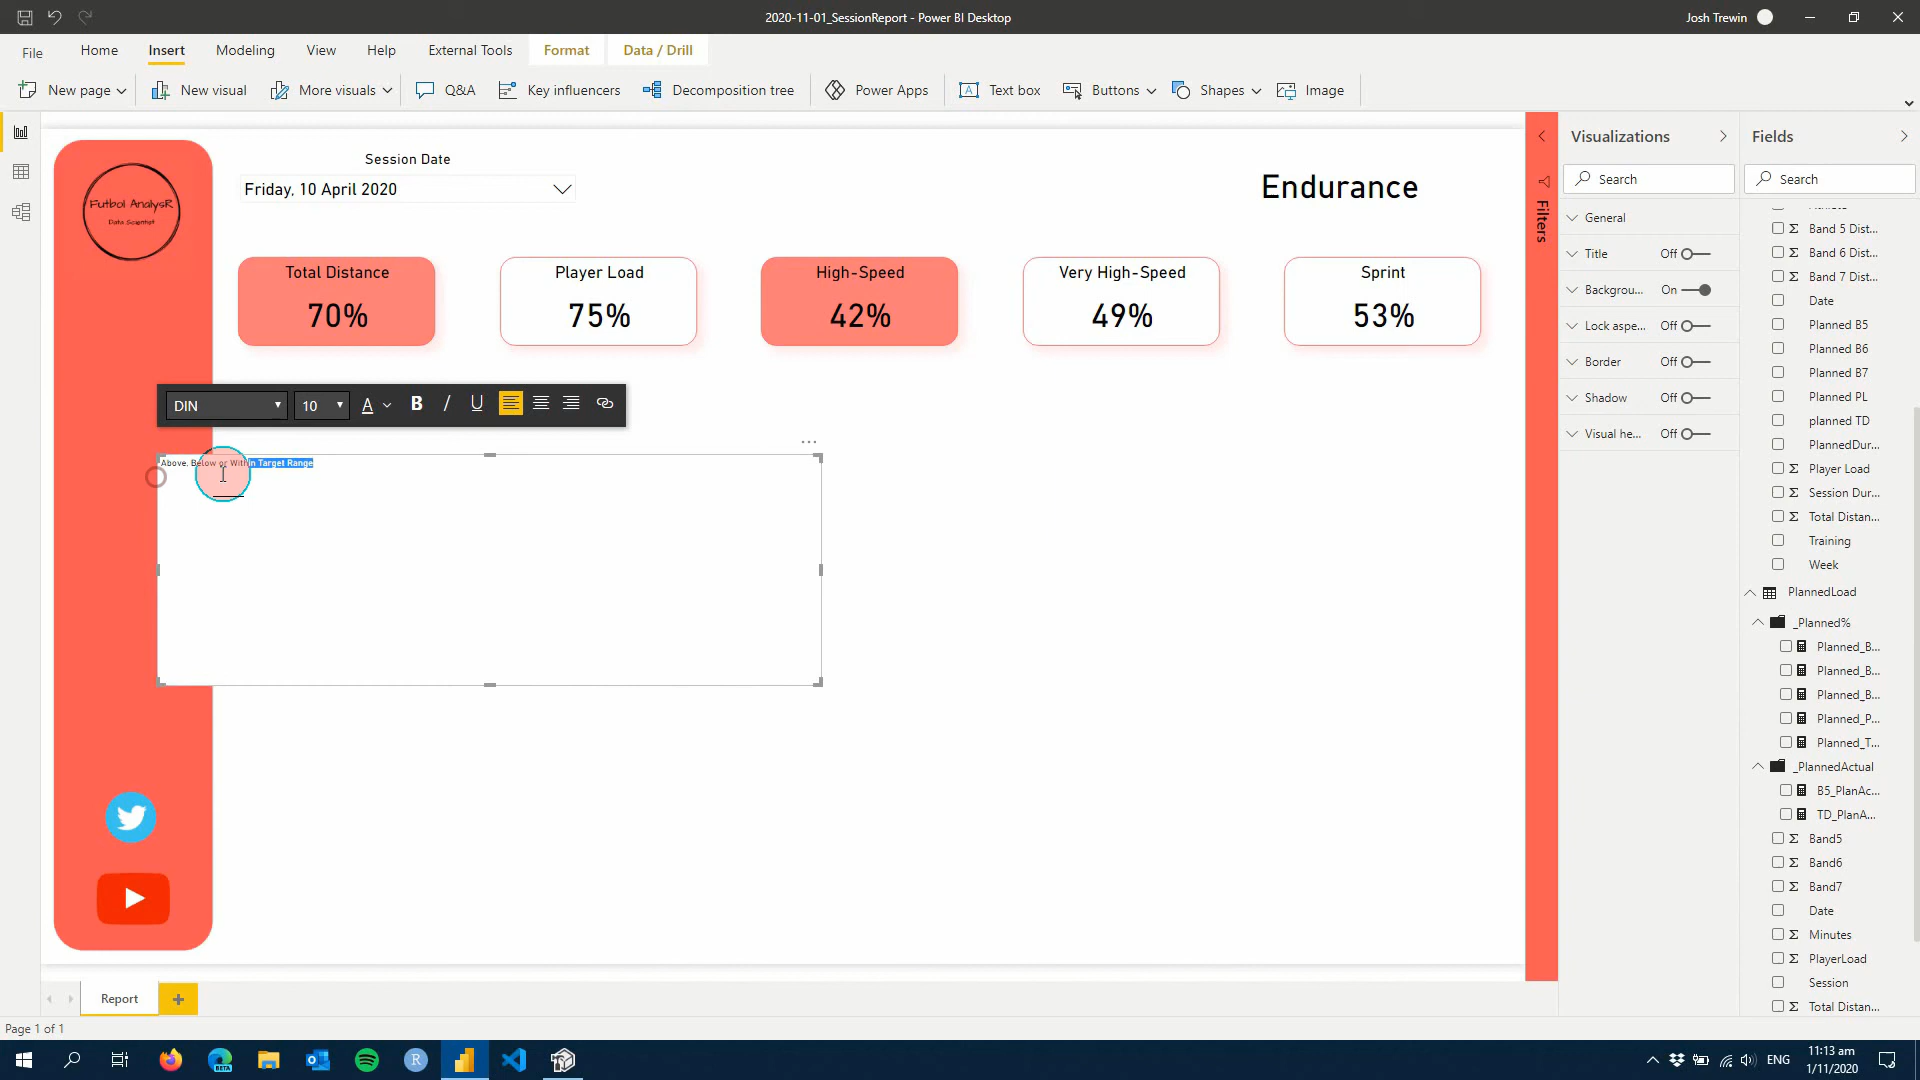 2020-11-01_SessionReport - Power BI Desktop
Josh Trewin
File
Home
Insert
Modeling
View
Help
External Tools
Format
Data / Drill
New page
New visual
More visuals
Q&A
Key influencers
Decomposition tree
Power Apps
Text box
Buttons
Shapes
Image
Futbol AnalysR
Data Scientist
Session Date
Friday, 10 April 2020
Endurance
Total Distance
70%
Player Load
75%
High-Speed
42%
Very High-Speed
49%
Sprint
53%
DIN
10
A
B
I
U
Above, Below or Within Target Range
Filters
Visualizations
Search
General
Title
Off
Backgrou...
On
Lock aspe...
Off
Border
Off
Shadow
Off
Visual he...
Off
Fields
Search
Band 5 Dist...
Band 6 Dist...
Band 7 Dist...
Date
Planned B5
Planned B6
Planned B7
Planned PL
planned TD
PlannedDur...
Player Load
Session Dur...
Total Distan...
Training
Week
PlannedLoad
_Planned%
Planned_B...
Planned_B...
Planned_B...
Planned_P...
Planned_T...
_PlannedActual
B5_PlanAc...
TD_PlanA...
Band5
Band6
Band7
Date
Minutes
PlayerLoad
Session
Total Distan...
Report
Page 1 of 1
BETA
R
ENG
11:13 am
1/11/2020